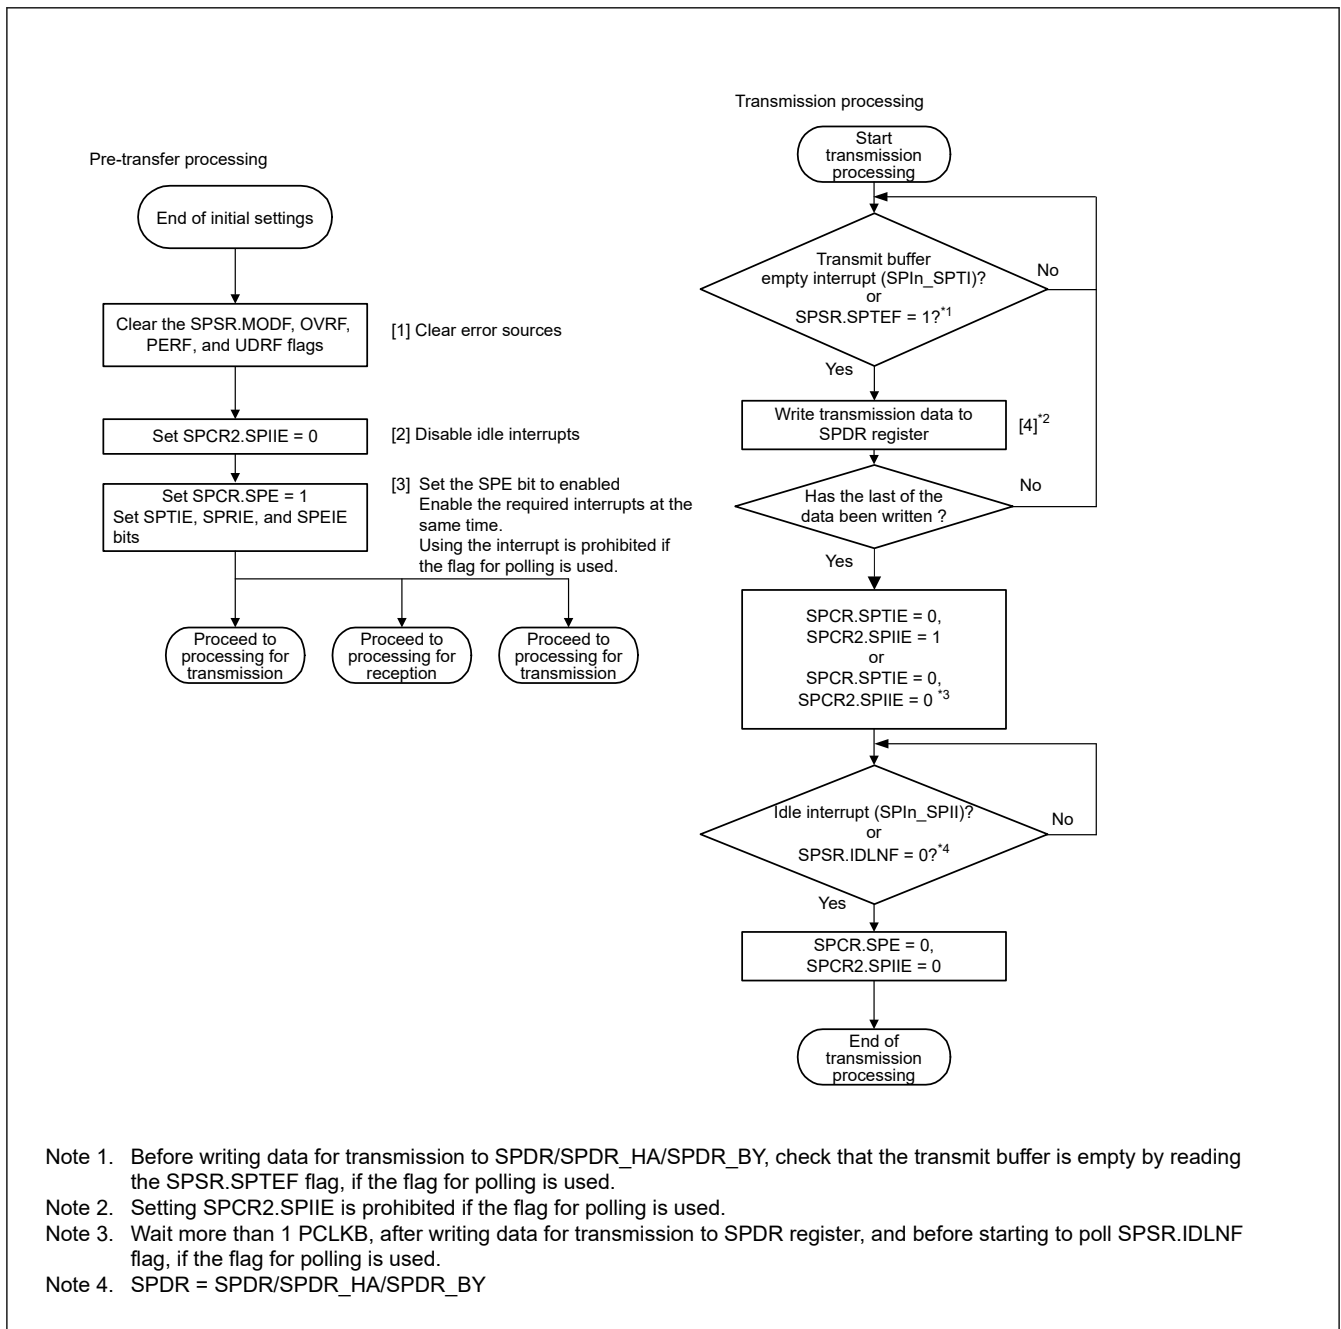 Pre-transfer processing
End of initial settings
Clear the SPSR.MODF, OVRF,
PERF, and UDRF flags
[1] Clear error sources
Set SPCR2.SPIIE = 0
[2] Disable idle interrupts
Set SPCR.SPE = 1
Set SPTIE, SPRIE, and SPEIE
bits
[3] Set the SPE bit to enabled
Enable the required interrupts at the
same time.
Using the interrupt is prohibited if
the flag for polling is used.
Proceed to
processing for
transmission
Proceed to
processing for
reception
Proceed to
processing for
transmission
Transmission processing
Start
transmission
processing
Transmit buffer
empty interrupt (SPIn_SPTI)?
or
SPSR.SPTEF = 1?*1
No
Yes
Write transmission data to
SPDR register
[4]*2
Has the last of the
data been written ?
No
Yes
SPCR.SPTIE = 0,
SPCR2.SPIIE = 1
or
SPCR.SPTIE = 0,
SPCR2.SPIIE = 0 *3
Idle interrupt (SPIn_SPII)?
or
SPSR.IDLNF = 0?*4
No
Yes
SPCR.SPE = 0,
SPCR2.SPIIE = 0
End of
transmission
processing
Note 1. Before writing data for transmission to SPDR/SPDR_HA/SPDR_BY, check that the transmit buffer is empty by reading
the SPSR.SPTEF flag, if the flag for polling is used.
Note 2. Setting SPCR2.SPIIE is prohibited if the flag for polling is used.
Note 3. Wait more than 1 PCLKB, after writing data for transmission to SPDR register, and before starting to poll SPSR.IDLNF
flag, if the flag for polling is used.
Note 4. SPDR = SPDR/SPDR_HA/SPDR_BY